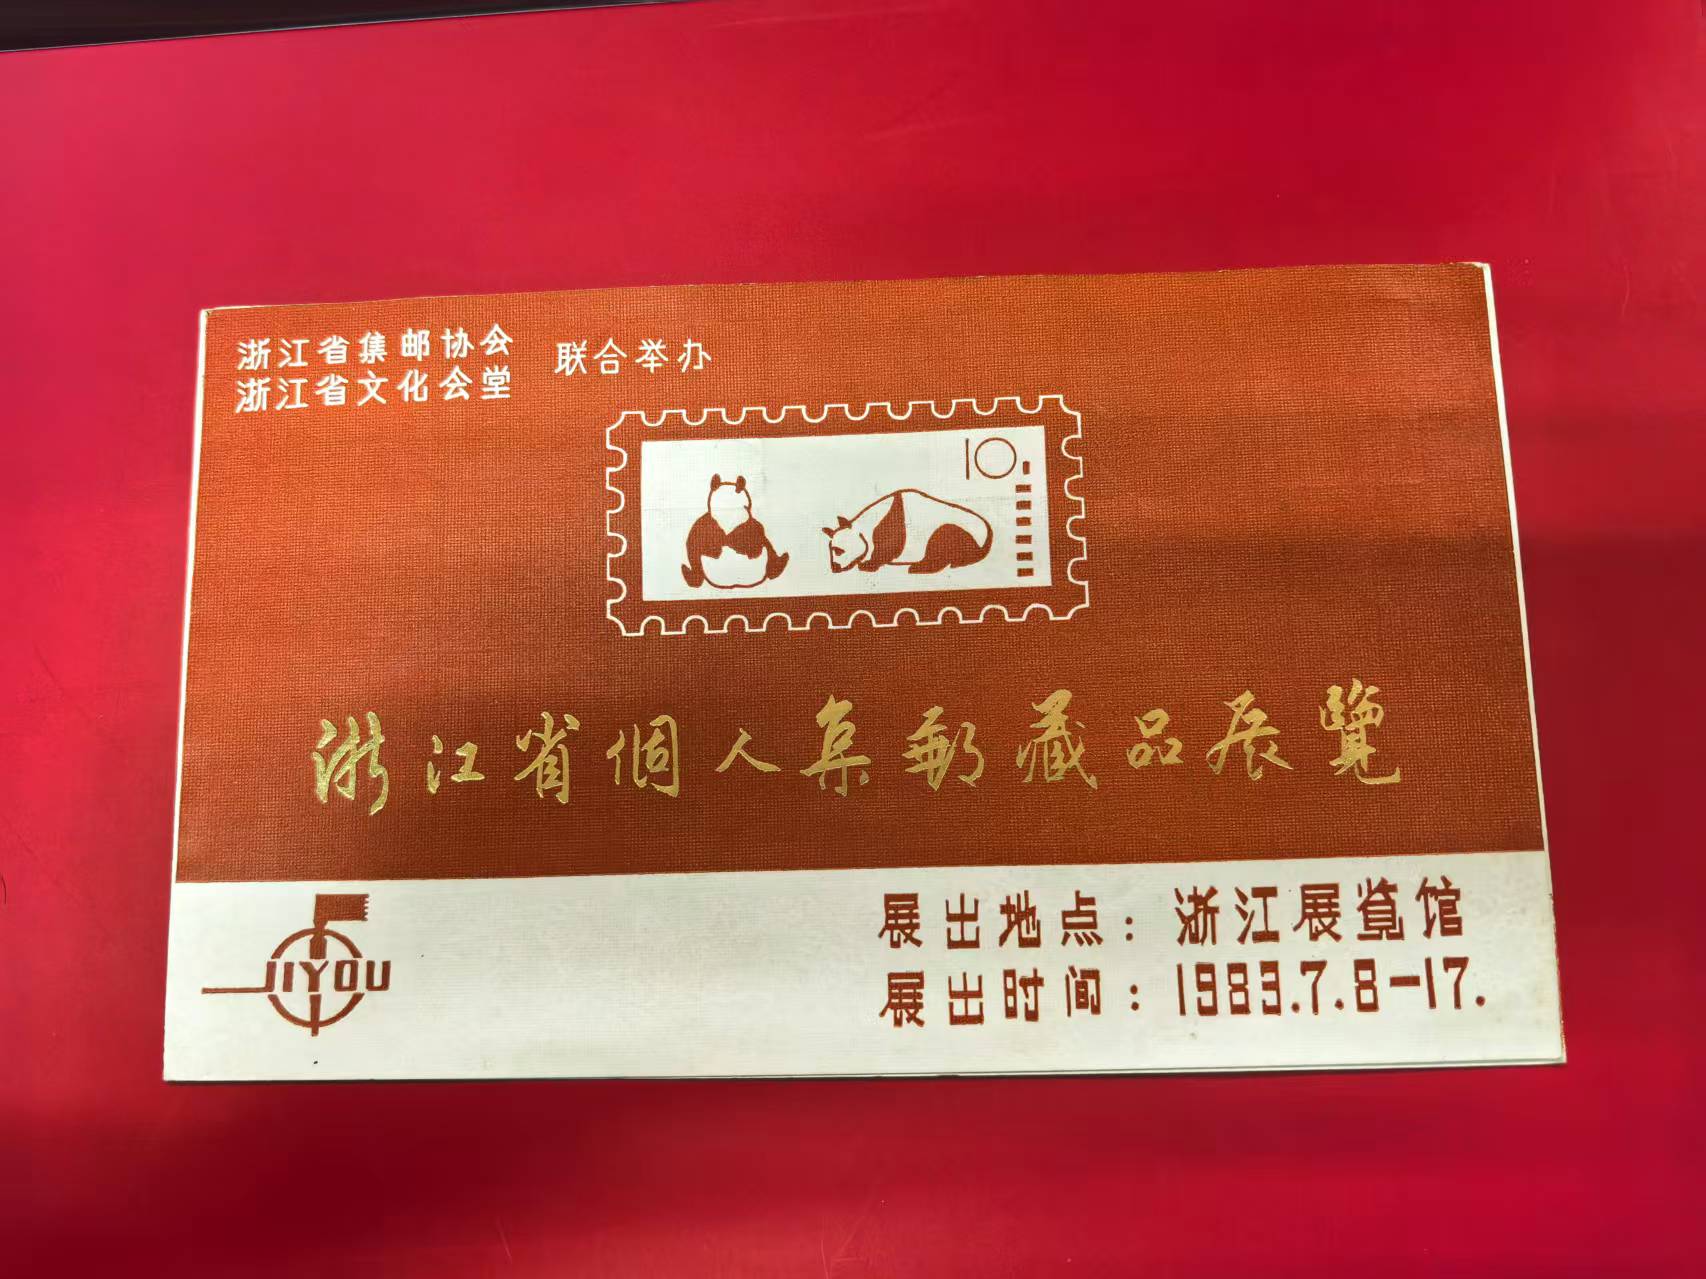 浙江省集邮协会
浙江省文化会堂
联合举办
10
浙江省個人集郵藏品展覽
JIYOU
展出地点：浙江展览馆
展出时间：1983.7.8-17.